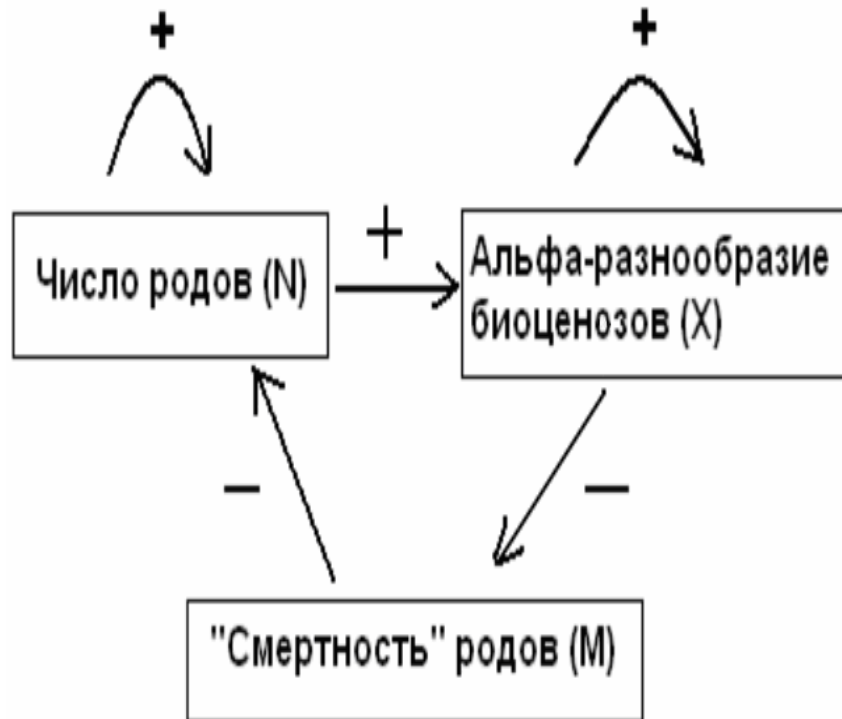 +
+
Число родов (N)
+
Альфа-разнообразие
биоценозов (X)
−
−
"Смертность" родов (M)